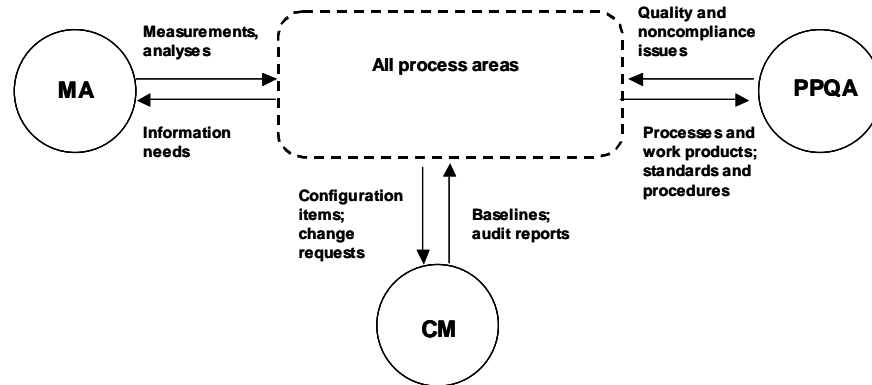 Measurements,
analyses
MA
Information
needs
All process areas
Quality and
noncompliance
issues
PPQA
Processes and
work products;
standards and
procedures
Configuration
items;
change
requests
Baselines;
audit reports
CM